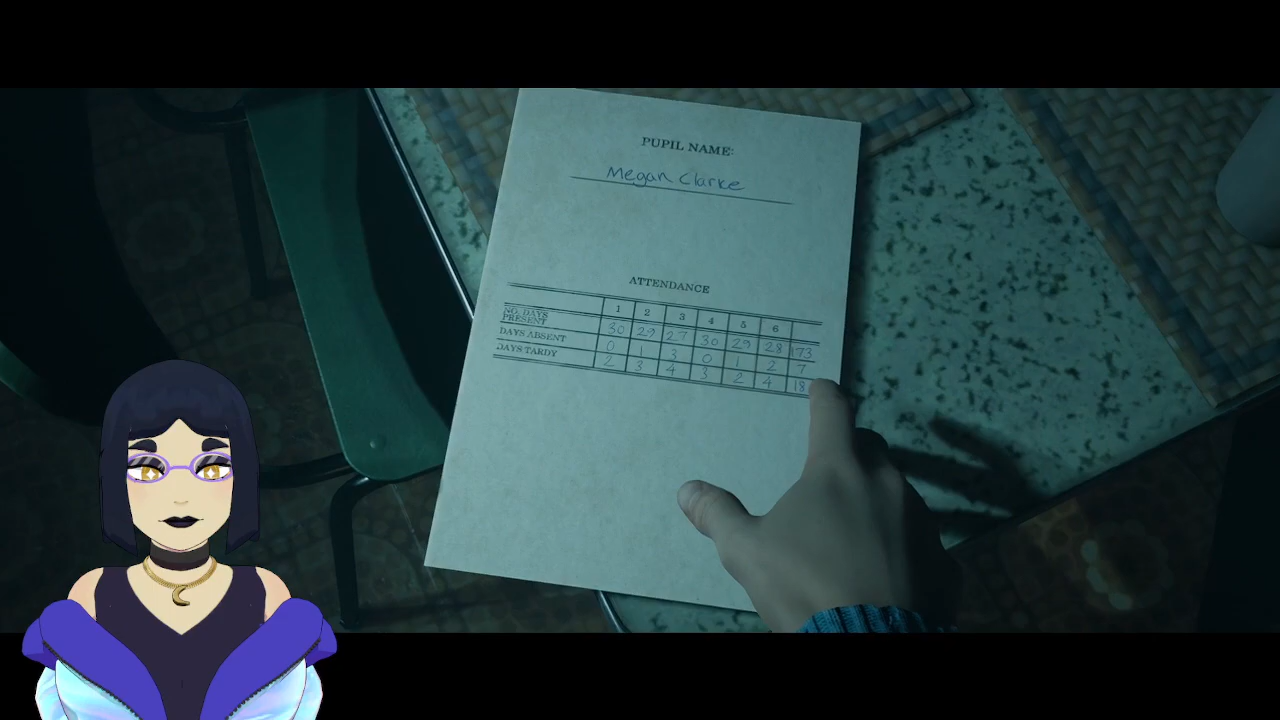 PUPIL NAME:
Megan Clarke
ATTENDANCE
1 2 3 4 5 6
NO. DAYS PRESENT 30 29 27 30 29 28 173
DAYS ABSENT 0 1 3 0 1 2 7
DAYS TARDY 2 3 4 3 2 4 18